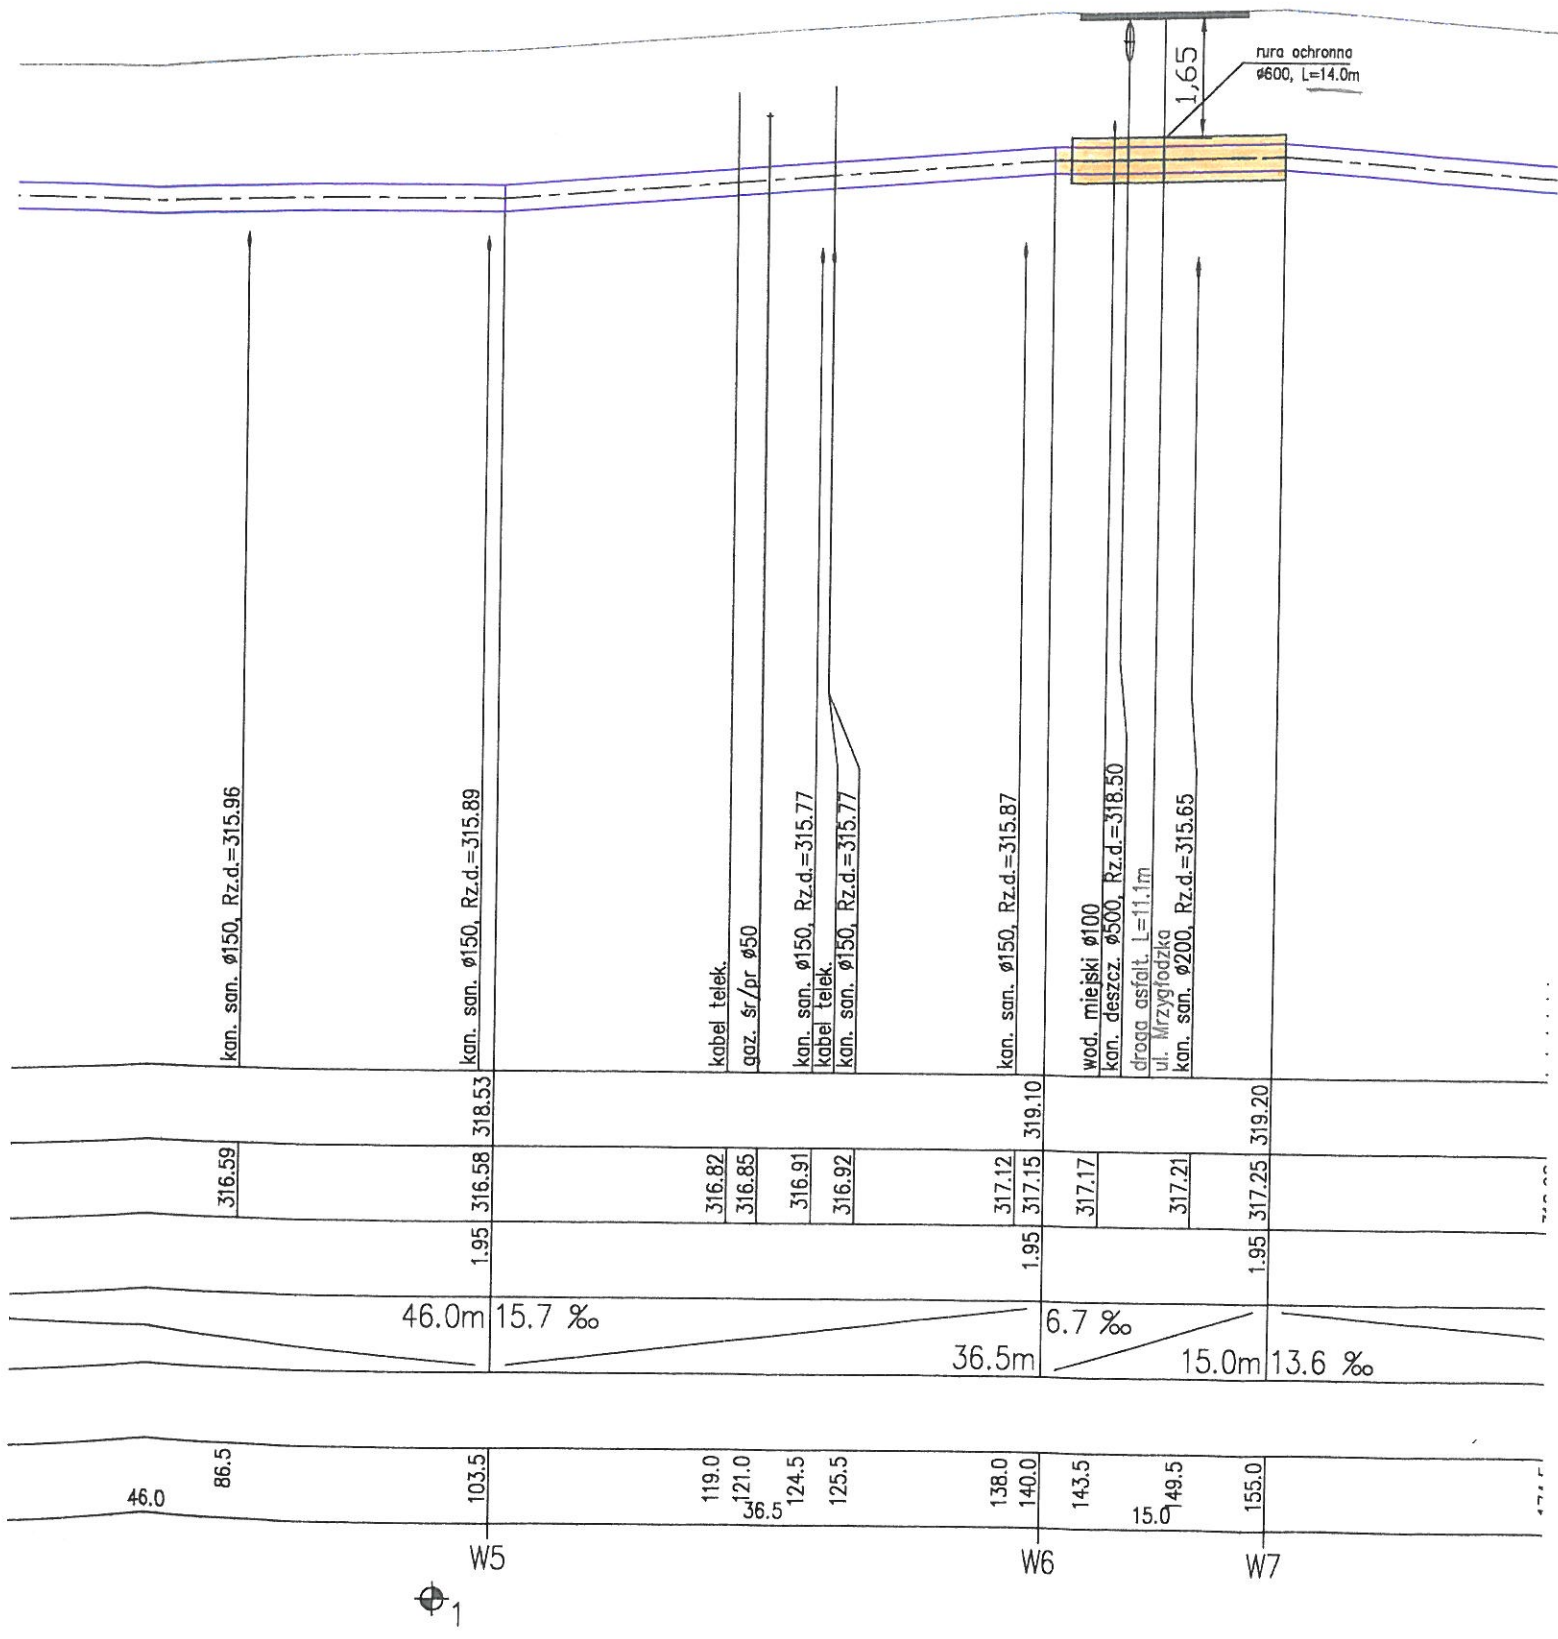 rura ochronna
ø600, L=14.0m
1,65
kan. san. ø150, Rz.d.=315.96
kan. san. ø150, Rz.d.=315.89
kabel telek.
gaz. śr/pr ø50
kan. san. ø150, Rz.d.=315.77
kabel telek.
kan. san. ø150, Rz.d.=315.77
kan. san. ø150, Rz.d.=315.87
wod. miejski ø100
kan. deszcz. ø500, Rz.d.=318.50
droga asfalt. L=11.1m
ul. Mrzygłodzka
kan. san. ø200, Rz.d.=315.65
318.53
319.10
319.20
316.59
316.58
316.82
316.85
316.91
316.92
317.12
317.15
317.17
317.21
317.25
1.95
1.95
1.95
46.0m 15.7 ‰
6.7 ‰
36.5m
15.0m 13.6 ‰
86.5
103.5
119.0
121.0
124.5
125.5
138.0
140.0
143.5
149.5
155.0
46.0
36.5
15.0
W5
W6
W7
1